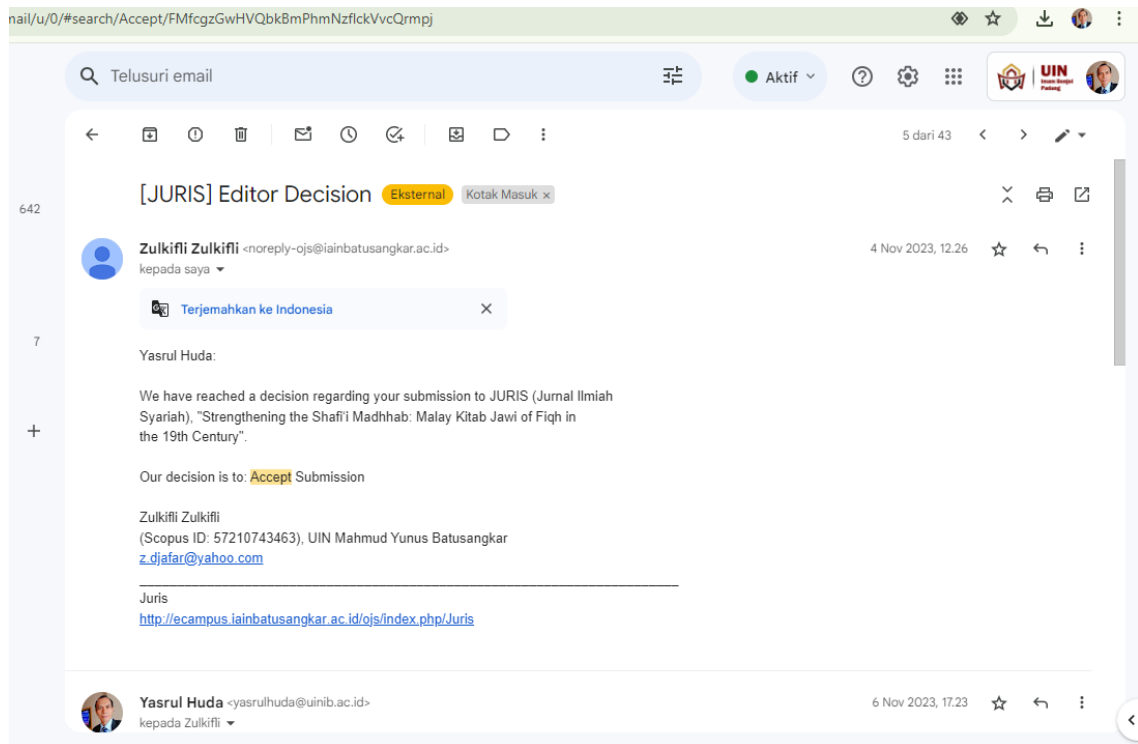 nail/u/0/#search/Accept/FMfcgzGwHVQbkBmPhmNzflckVvcQrmpj
Telusuri email
Aktif
UIN
Imam Bonjol
Padang
5 dari 43
[JURIS] Editor Decision Eksternal Kotak Masuk ×
642
Zulkifli Zulkifli <noreply-ojs@iainbatusangkar.ac.id> 4 Nov 2023, 12.26
kepada saya
Terjemahkan ke Indonesia
7
Yasrul Huda:
We have reached a decision regarding your submission to JURIS (Jurnal Ilmiah
Syariah), "Strengthening the Shafi'i Madhhab: Malay Kitab Jawi of Fiqh in
the 19th Century".
Our decision is to: Accept Submission
Zulkifli Zulkifli
(Scopus ID: 57210743463), UIN Mahmud Yunus Batusangkar
z.djafar@yahoo.com
Juris
http://ecampus.iainbatusangkar.ac.id/ojs/index.php/Juris
Yasrul Huda <yasrulhuda@uinib.ac.id> 6 Nov 2023, 17.23
kepada Zulkifli